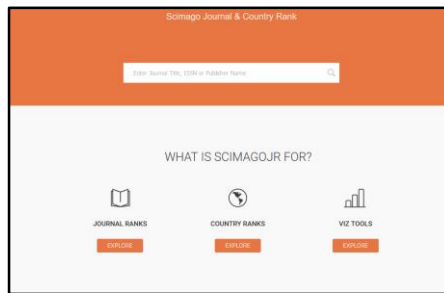 Scimago Journal & Country Rank
Enter Journal Title, ISSN or Publisher Name
WHAT IS SCIMAGOJR FOR?
JOURNAL RANKS
COUNTRY RANKS
VIZ TOOLS
EXPLORE
EXPLORE
EXPLORE